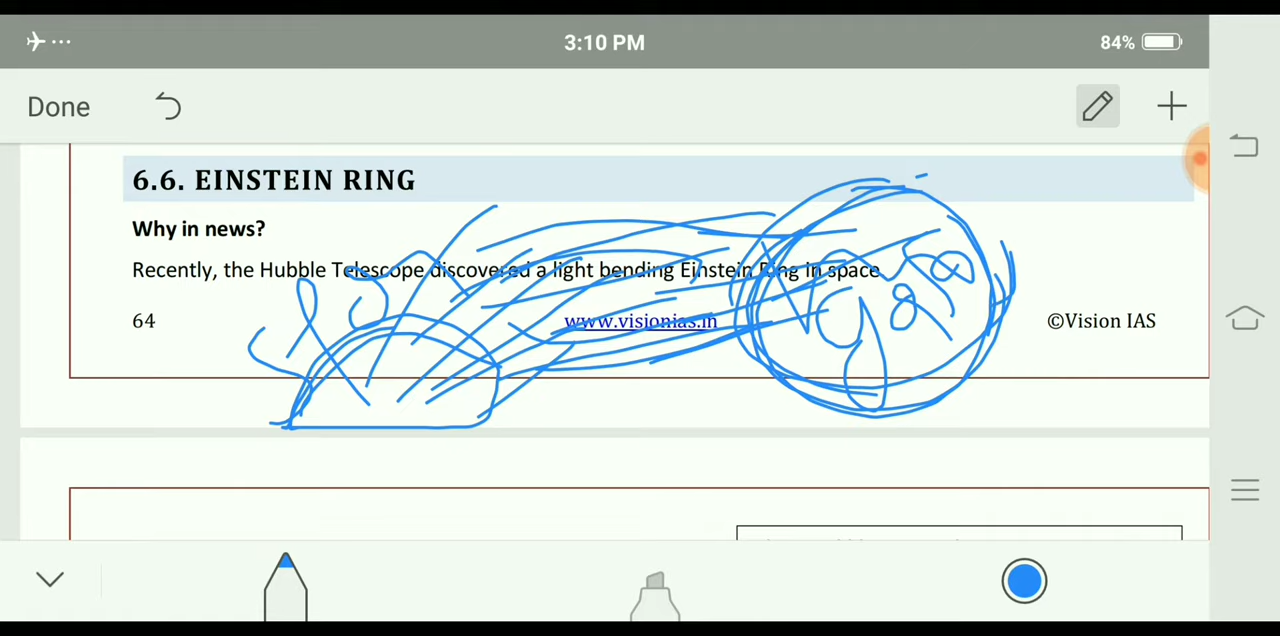 3:10 PM
84%
Done
6.6. EINSTEIN RING
Why in news?
Recently, the Hubble Telescope discovered a light bending Einstein Ring in space.
64
www.visionias.in
©Vision IAS